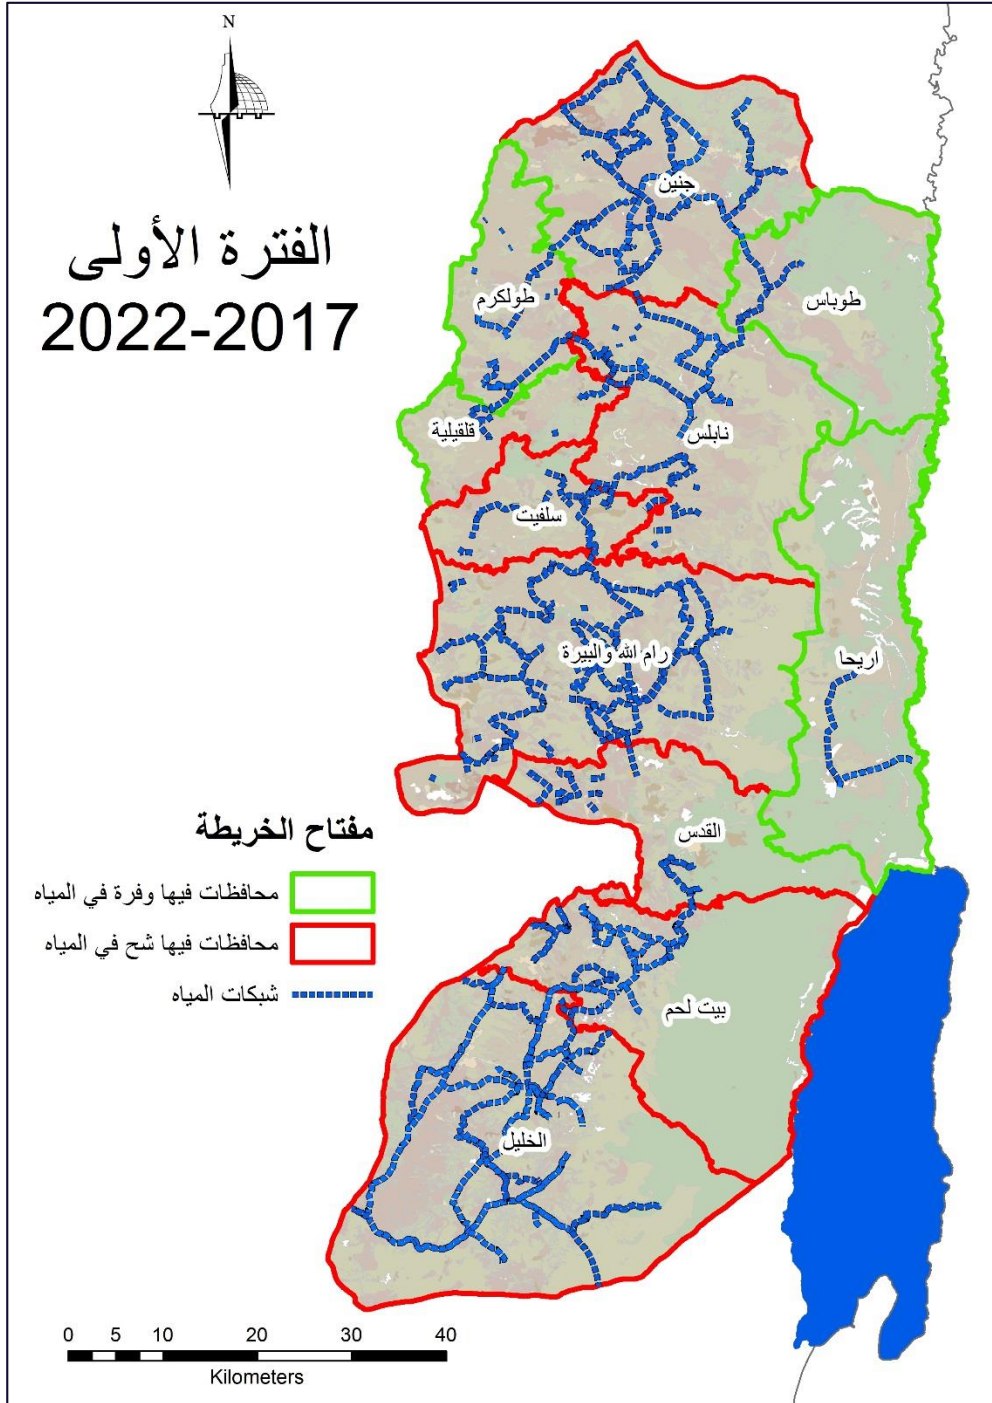 N
الفترة الأولى
2022-2017
جنين
طوباس
طولكرم
نابلس
قلقيلية
سلفيت
رام الله والبيرة
اريحا
القدس
بيت لحم
الخليل
مفتاح الخريطة
محافظات فيها وفرة في المياه
محافظات فيها شح في المياه
شبكات المياه
0 5 10 20 30 40
Kilometers